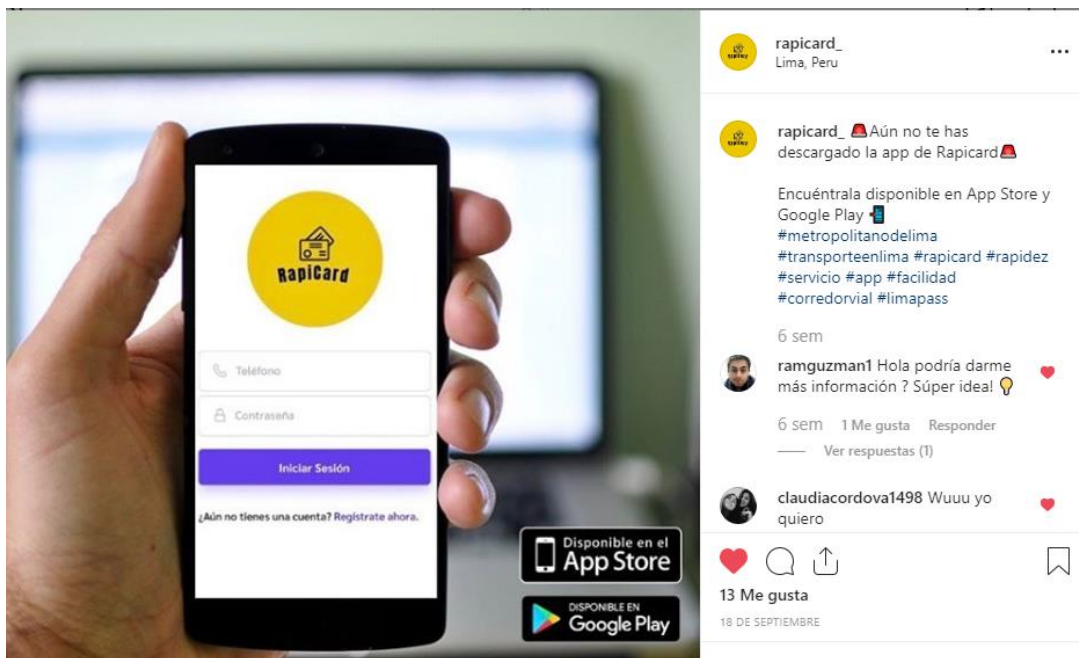 RapiCard
Teléfono
Contraseña
Iniciar Sesión
¿Aún no tienes una cuenta? Regístrate ahora.
Disponible en el
App Store
DISPONIBLE EN
Google Play
rapicard_
Lima, Peru
rapicard_ 🚨Aún no te has
descargado la app de Rapicard🚨
Encuéntrala disponible en App Store y
Google Play 📲
#metropolitanodelima
#transporteenlima #rapicard #rapidez
#servicio #app #facilidad
#corredorvial #limapass
6 sem
ramguzman1 Hola podría darme
más información ? Súper idea! 💡
6 sem 1 Me gusta Responder
Ver respuestas (1)
claudiacordova1498 Wuuu yo
quiero
13 Me gusta
18 DE SEPTIEMBRE